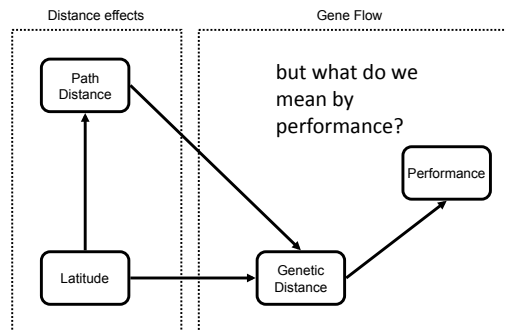 Distance effects
Gene Flow
Path
Distance
but what do we
mean by
performance?
Performance
Latitude
Genetic
Distance